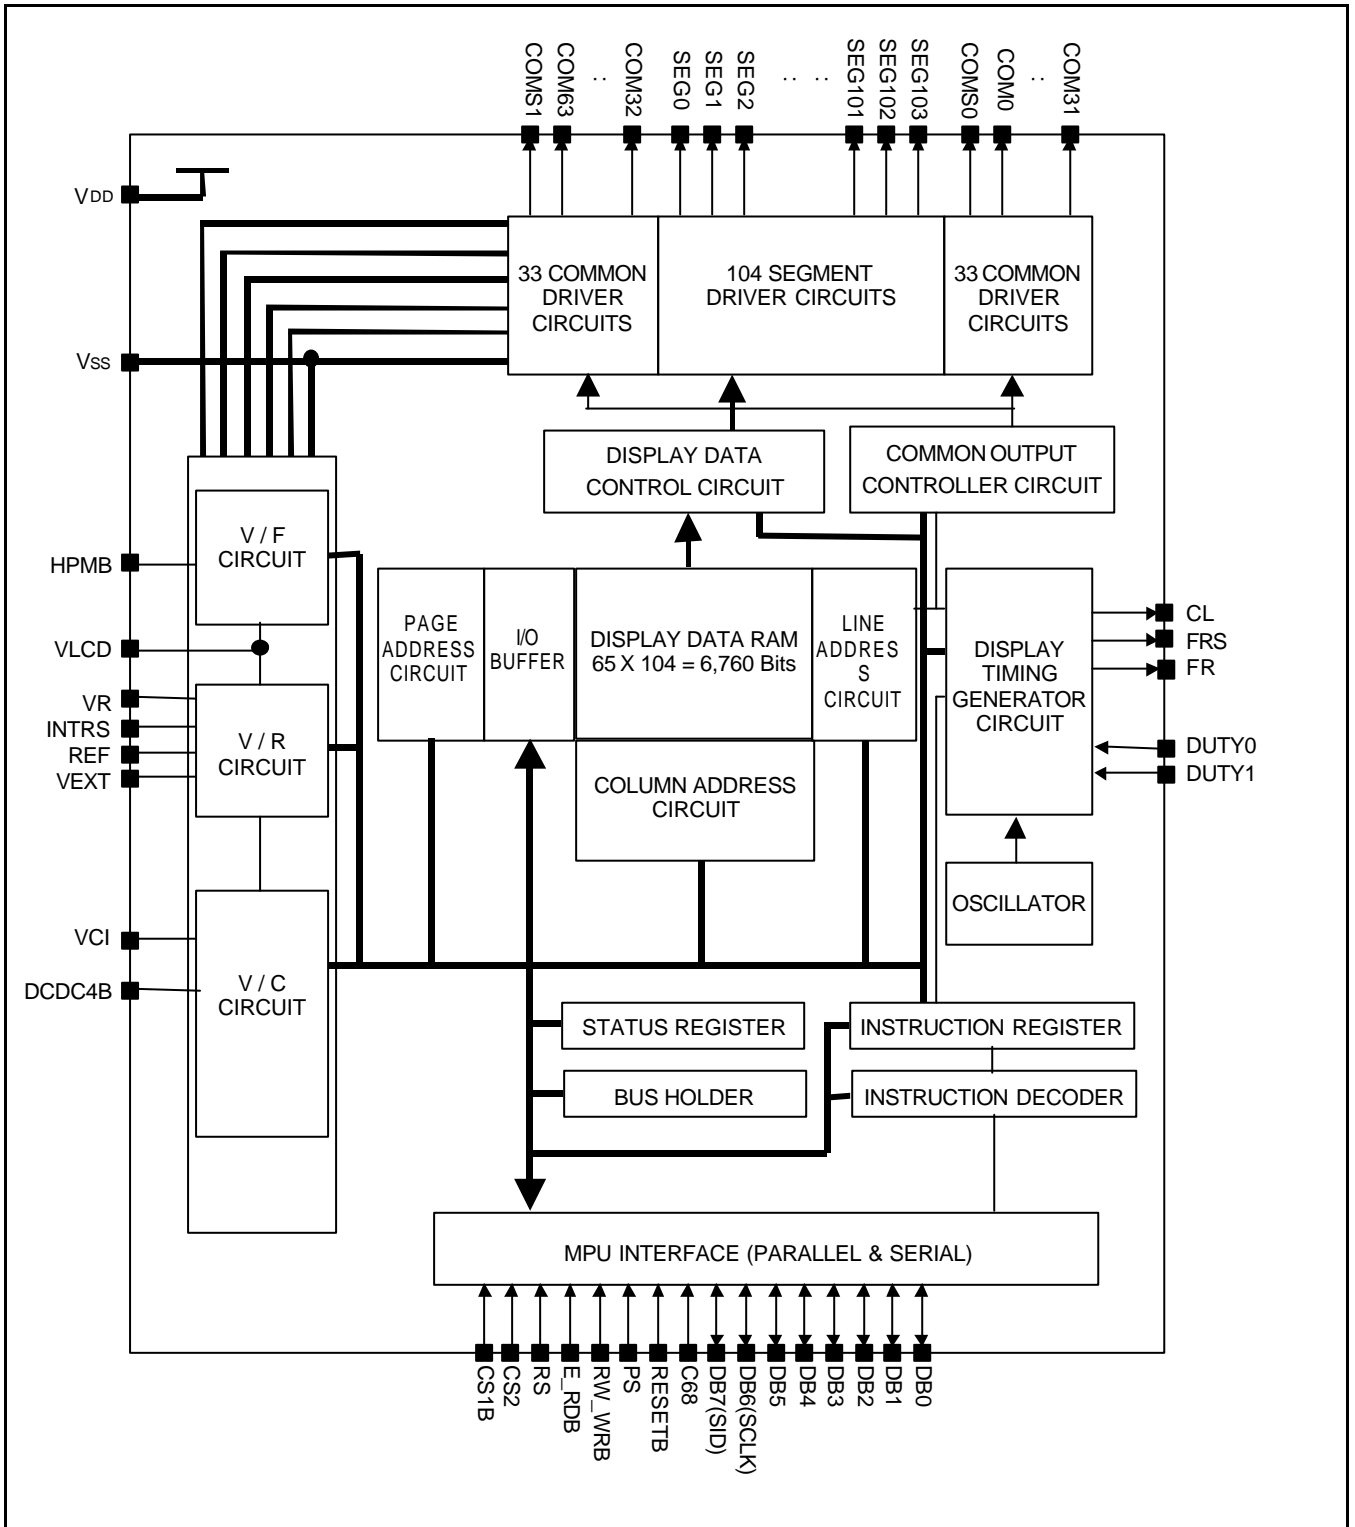 COMS1
COM63
:
:
COM32
SEG0
SEG1
SEG2
:
:
:
:
SEG101
SEG102
SEG103
COMS0
COM0
:
:
COM31
VDD
33 COMMON
DRIVER
CIRCUITS
104 SEGMENT
DRIVER CIRCUITS
33 COMMON
DRIVER
CIRCUITS
VSS
DISPLAY DATA
CONTROL CIRCUIT
COMMON OUTPUT
CONTROLLER CIRCUIT
V / F
CIRCUIT
HPMB
VLCD
VR
INTRS
REF
VEXT
V / R
CIRCUIT
PAGE
ADDRESS
CIRCUIT
I/O
BUFFER
DISPLAY DATA RAM
65 X 104 = 6,760 Bits
LINE
ADDRES
S
CIRCUIT
DISPLAY
TIMING
GENERATOR
CIRCUIT
CL
FRS
FR
DUTY0
DUTY1
COLUMN ADDRESS
CIRCUIT
OSCILLATOR
VCI
DCDC4B
V / C
CIRCUIT
STATUS REGISTER
INSTRUCTION REGISTER
BUS HOLDER
INSTRUCTION DECODER
MPU INTERFACE (PARALLEL & SERIAL)
CS1B
CS2
RS
E_RDB
RW_WRB
PS
RESETB
C68
DB7(SID)
DB6(SCLK)
DB5
DB4
DB3
DB2
DB1
DB0